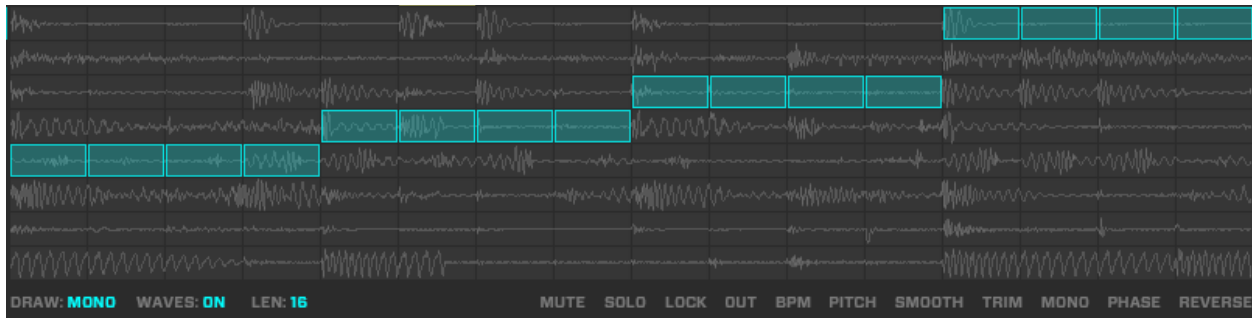 DRAW: MONO WAVES: ON LEN: 16 MUTE SOLO LOCK OUT BPM PITCH SMOOTH TRIM MONO PHASE REVERSE